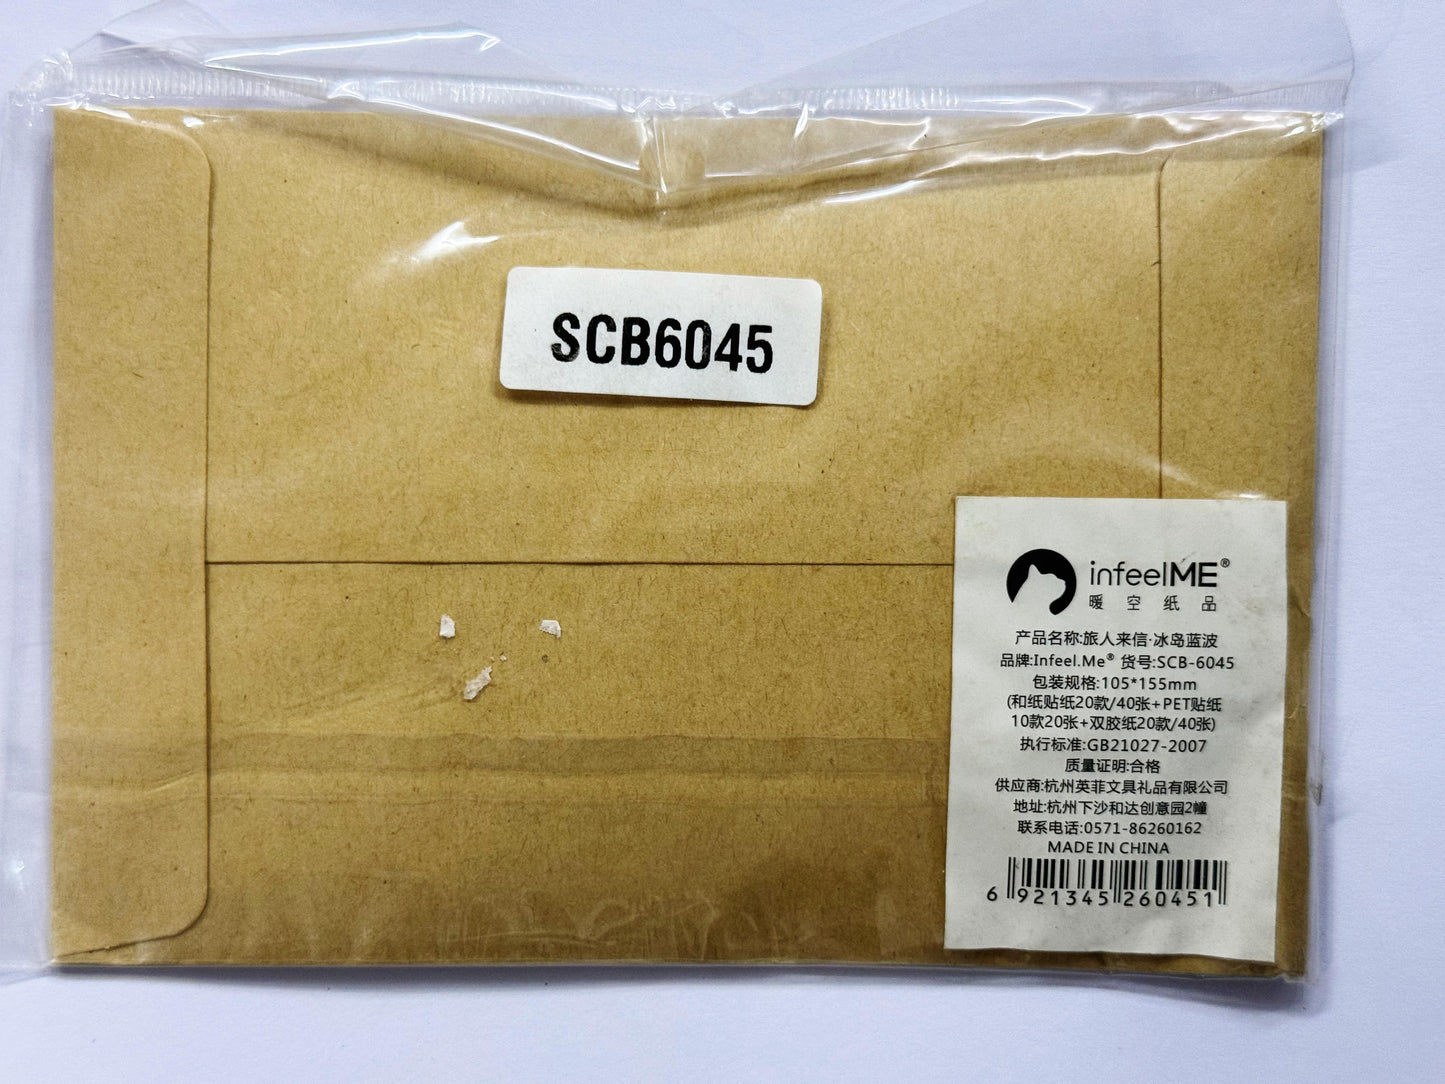 SCB6045
infeelME®
暖空纸品
产品名称:旅人来信·冰岛蓝波
品牌:Infeel.Me® 货号:SCB-6045
包装规格:105*155mm
(和纸贴纸20款/40张+PET贴纸
10款20张+双胶纸20款/40张)
执行标准:GB21027-2007
质量证明:合格
供应商:杭州英菲文具礼品有限公司
地址:杭州下沙和达创意园2幢
联系电话:0571-86260162
MADE IN CHINA
6 921345 260451